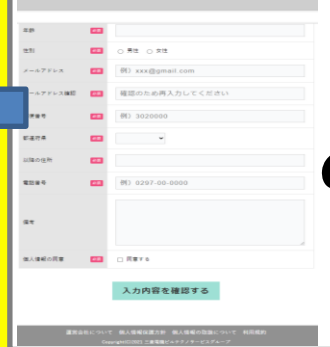 年齢 必須
性別 必須 男性 女性
メールアドレス 必須 例) xxx@gmail.com
メールアドレス確認 必須 確認のため再入力してください
便番号 必須 例) 3020000
都道府県 必須
以降の住所 必須
電話番号 必須 例) 0297-00-0000
備考
個人情報の同意 必須 同意する
入力内容を確認する
運営会社について 個人情報保護方針 個人情報の取扱について 利用規約